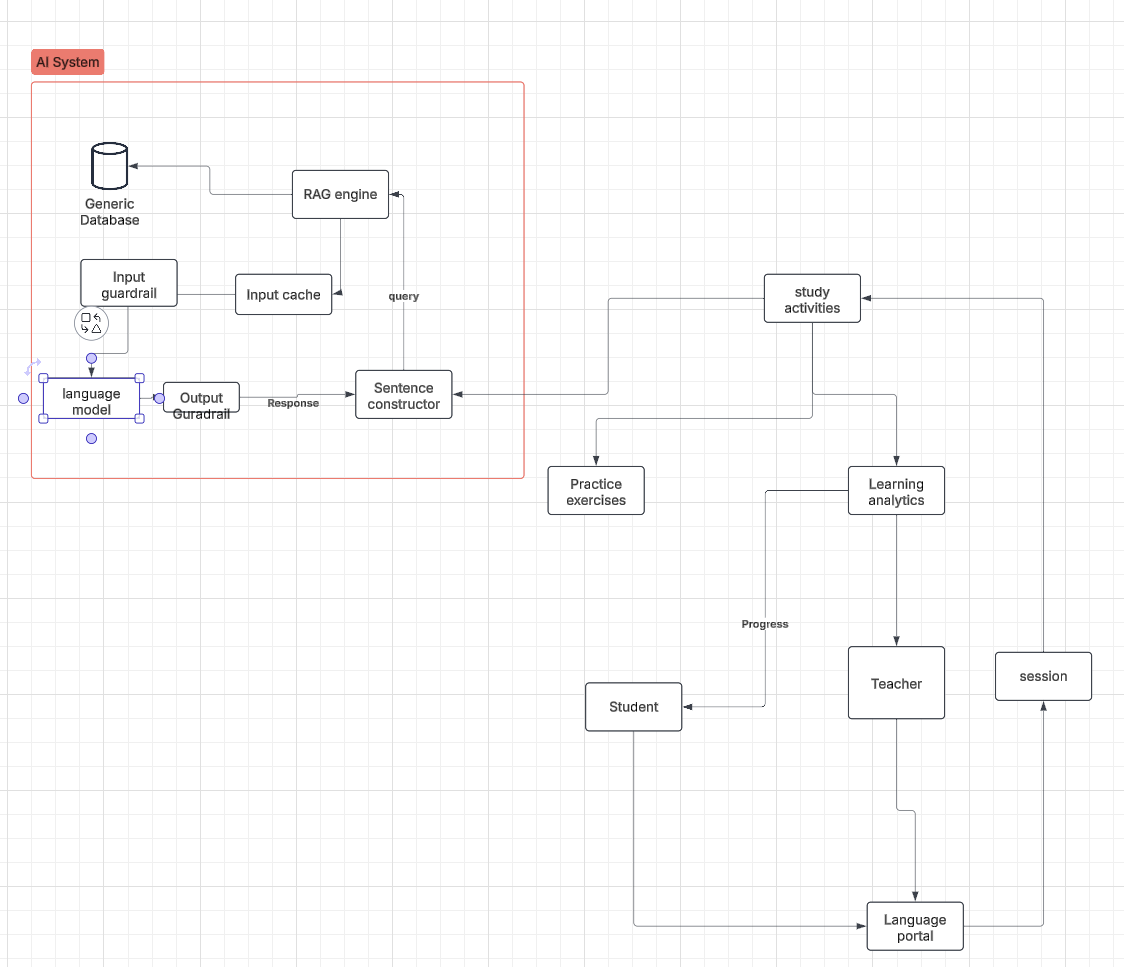 AI System
Generic
Database
RAG engine
Input
guardrail
Input cache
query
language
model
Output
Guradrail
Response
Sentence
constructor
study
activities
Practice
exercises
Learning
analytics
Progress
Student
Teacher
session
Language
portal